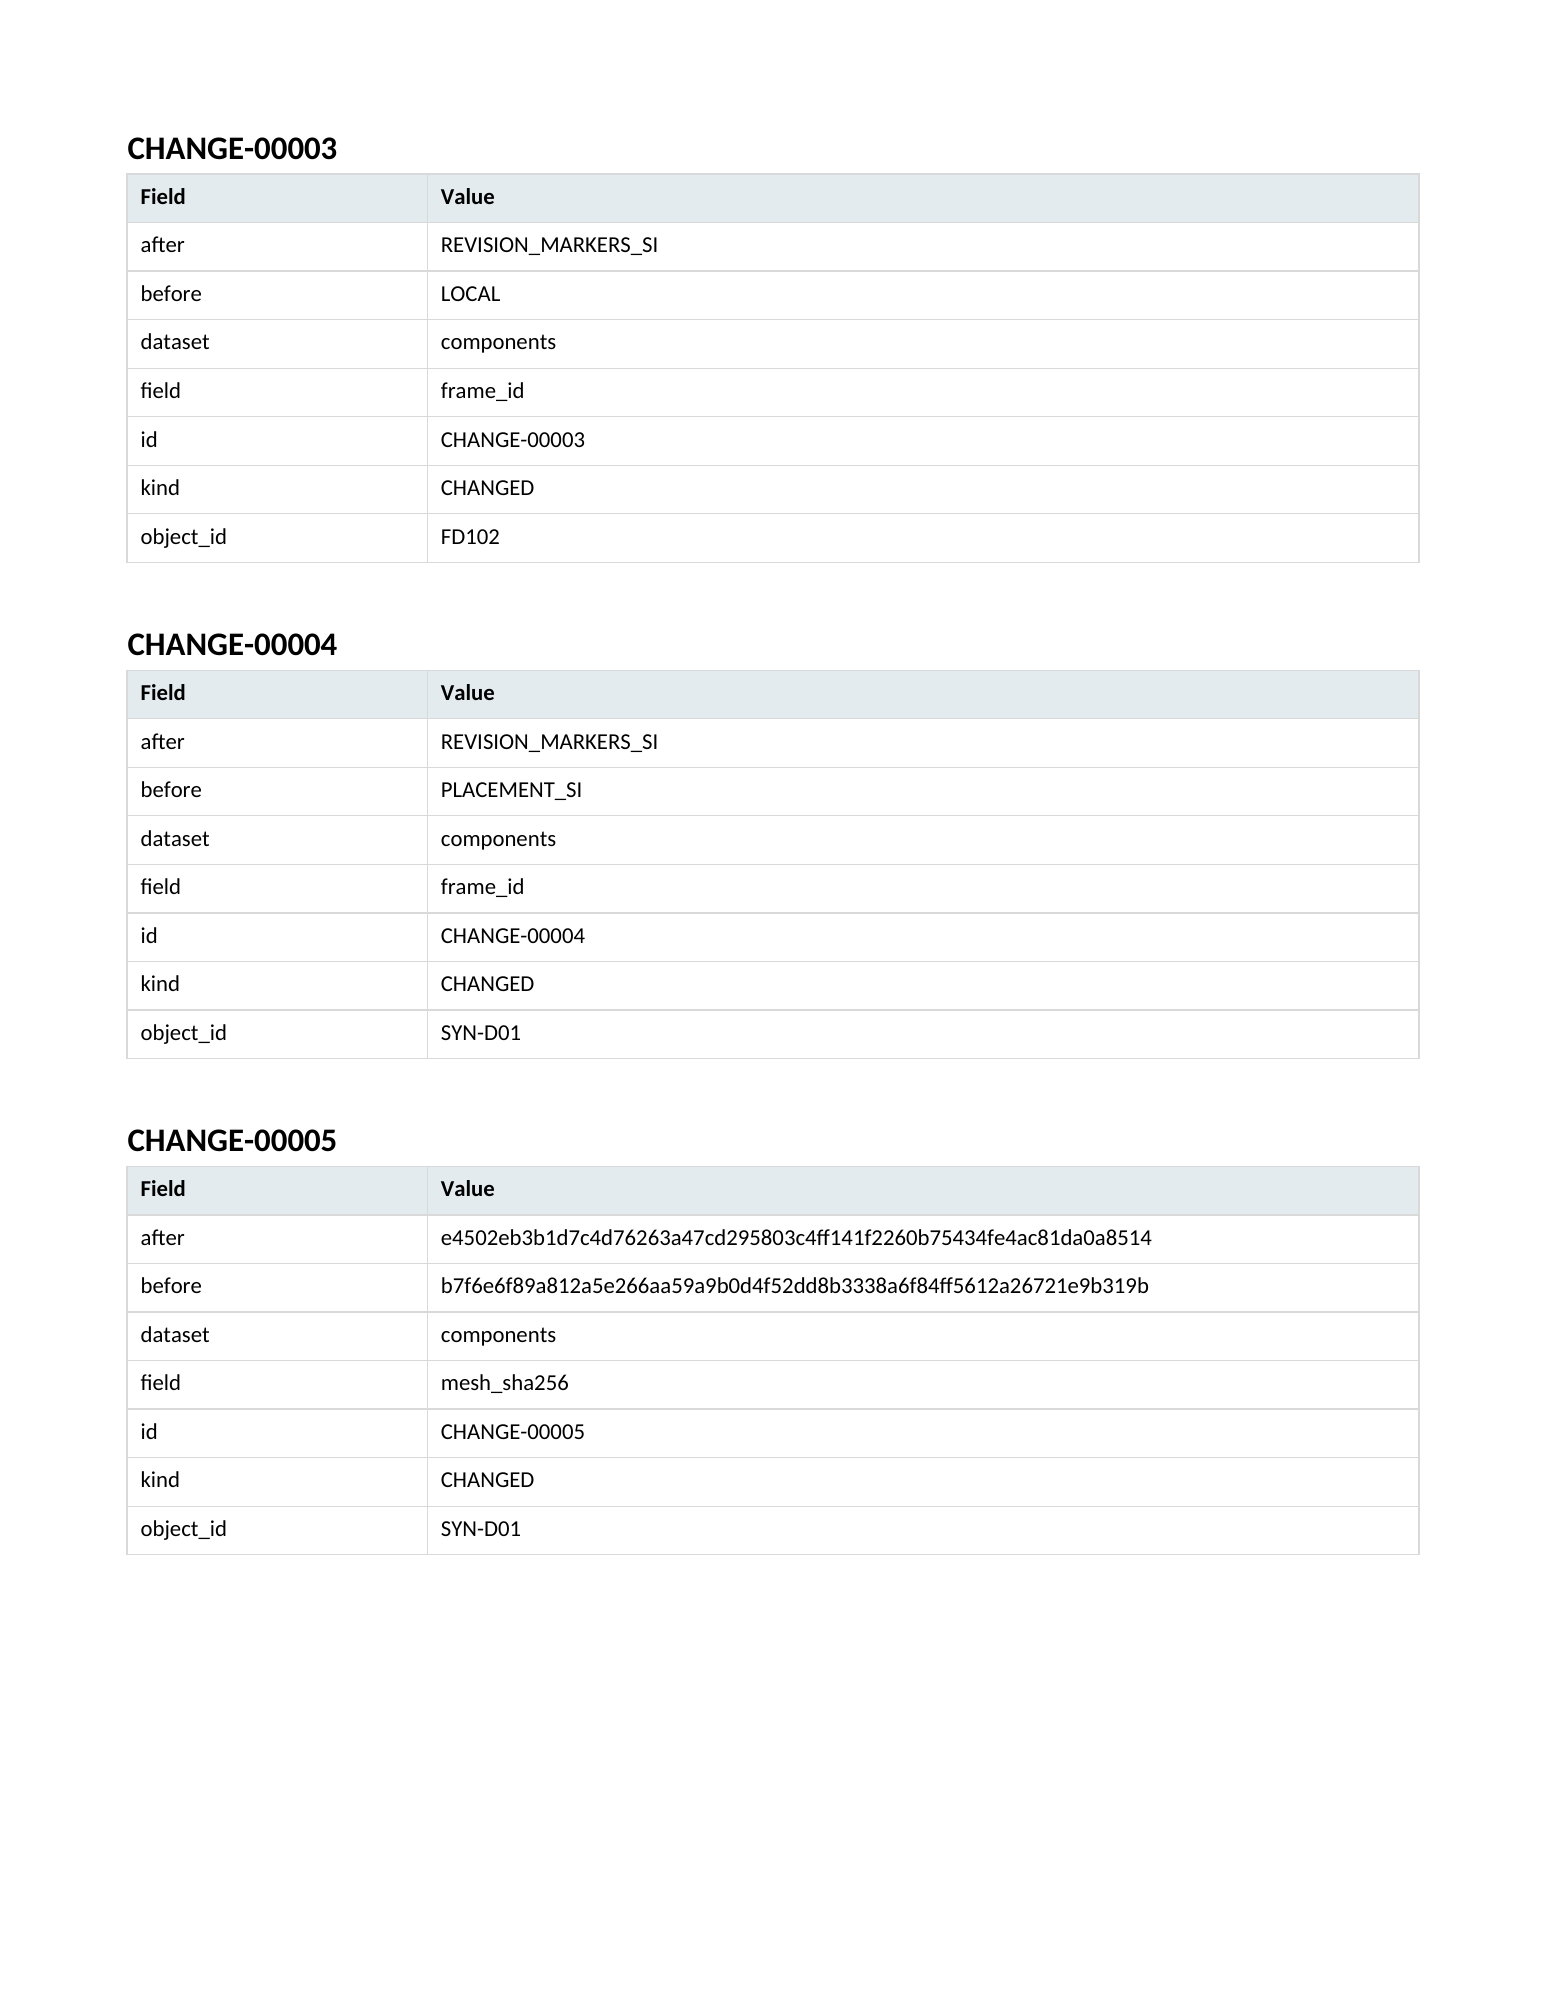 CHANGE-00003
Field Value
after REVISION_MARKERS_SI
before LOCAL
dataset components
field frame_id
id CHANGE-00003
kind CHANGED
object_id FD102
CHANGE-00004
Field Value
after REVISION_MARKERS_SI
before PLACEMENT_SI
dataset components
field frame_id
id CHANGE-00004
kind CHANGED
object_id SYN-D01
CHANGE-00005
Field Value
after e4502eb3b1d7c4d76263a47cd295803c4ff141f2260b75434fe4ac81da0a8514
before b7f6e6f89a812a5e266aa59a9b0d4f52dd8b3338a6f84ff5612a26721e9b319b
dataset components
field mesh_sha256
id CHANGE-00005
kind CHANGED
object_id SYN-D01